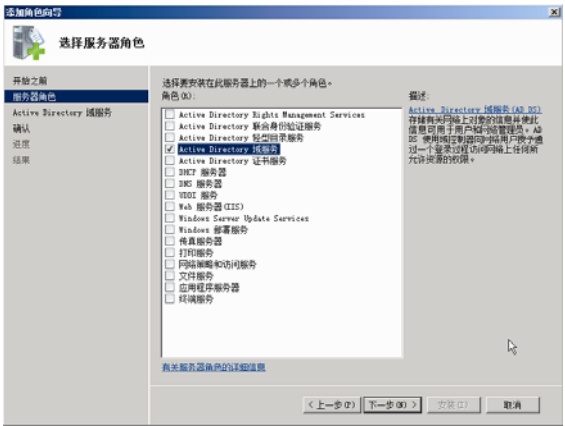 添加角色向导
选择服务器角色
开始之前
服务器角色
Active Directory 域服务
确认
进度
结果
选择要安装在此服务器上的一个或多个角色。
角色(R):
Active Directory Rights Management Services
Active Directory 联合身份验证服务
Active Directory 轻型目录服务
Active Directory 域服务
Active Directory 证书服务
DHCP 服务器
DNS 服务器
UDDI 服务
Web 服务器(IIS)
Windows Server Update Services
Windows 部署服务
传真服务器
打印服务
网络策略和访问服务
文件服务
应用程序服务器
终端服务
有关服务器角色的详细信息
描述:
Active Directory 域服务(AD DS)
存储有关网络上对象的信息并使此
信息可用于用户和网络管理员。AD
DS 使用域控制器向网络用户授予通
过一个登录过程访问网络上任何所
允许资源的权限。
<上一步(P)
下一步(N) >
安装(I)
取消